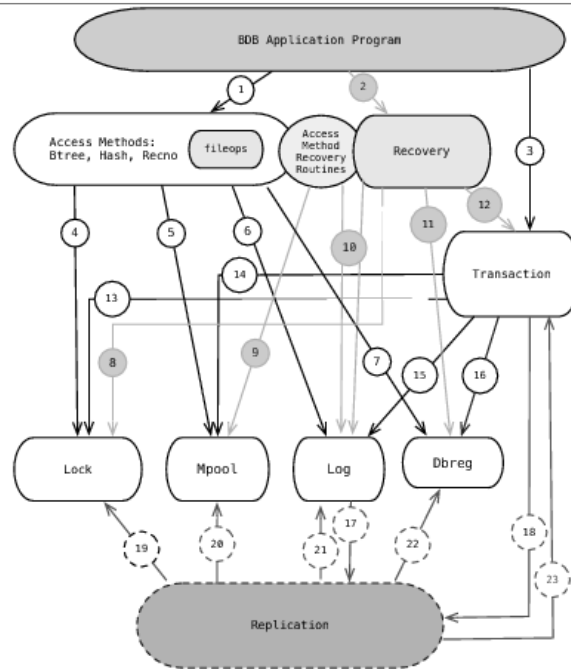 BDB Application Program
1
2
Access Methods:
Btree, Hash, Recno
fileops
Access
Method
Recovery
Routines
Recovery
3
4
5
6
10
11
12
14
Transaction
13
8
9
7
15
16
Lock
Mpool
Log
Dbreg
17
18
19
20
21
22
23
Replication